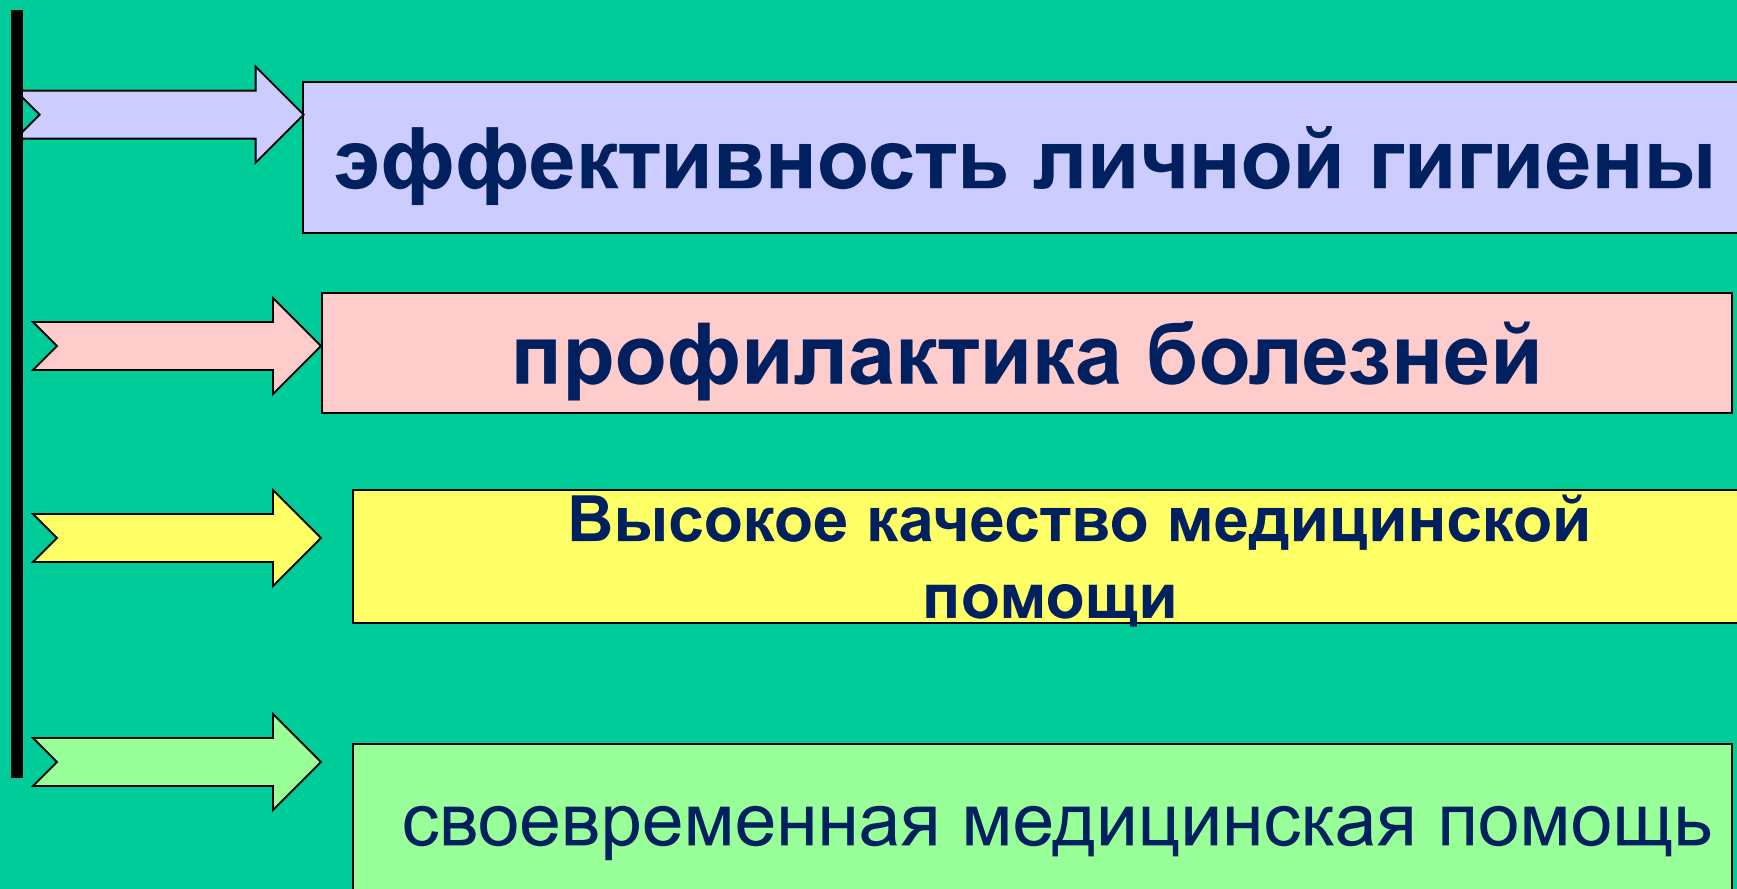 эффективность личной гигиены
профилактика болезней
Высокое качество медицинской
помощи
своевременная медицинская помощь